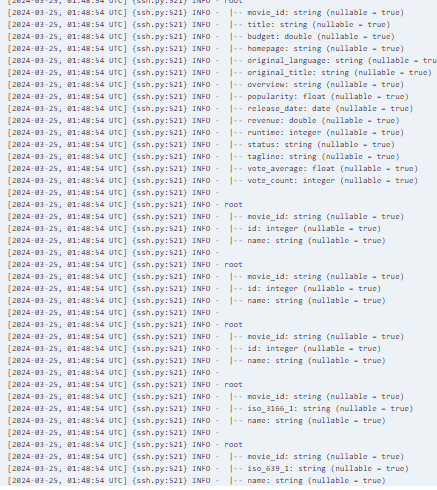 [2024-03-25, 01:48:54 UTC] {ssh.py:521} INFO - root
[2024-03-25, 01:48:54 UTC] {ssh.py:521} INFO -  |-- movie_id: string (nullable = true)
[2024-03-25, 01:48:54 UTC] {ssh.py:521} INFO -  |-- title: string (nullable = true)
[2024-03-25, 01:48:54 UTC] {ssh.py:521} INFO -  |-- budget: double (nullable = true)
[2024-03-25, 01:48:54 UTC] {ssh.py:521} INFO -  |-- homepage: string (nullable = true)
[2024-03-25, 01:48:54 UTC] {ssh.py:521} INFO -  |-- original_language: string (nullable = tru
[2024-03-25, 01:48:54 UTC] {ssh.py:521} INFO -  |-- original_title: string (nullable = true)
[2024-03-25, 01:48:54 UTC] {ssh.py:521} INFO -  |-- overview: string (nullable = true)
[2024-03-25, 01:48:54 UTC] {ssh.py:521} INFO -  |-- popularity: float (nullable = true)
[2024-03-25, 01:48:54 UTC] {ssh.py:521} INFO -  |-- release_date: date (nullable = true)
[2024-03-25, 01:48:54 UTC] {ssh.py:521} INFO -  |-- revenue: double (nullable = true)
[2024-03-25, 01:48:54 UTC] {ssh.py:521} INFO -  |-- runtime: integer (nullable = true)
[2024-03-25, 01:48:54 UTC] {ssh.py:521} INFO -  |-- status: string (nullable = true)
[2024-03-25, 01:48:54 UTC] {ssh.py:521} INFO -  |-- tagline: string (nullable = true)
[2024-03-25, 01:48:54 UTC] {ssh.py:521} INFO -  |-- vote_average: float (nullable = true)
[2024-03-25, 01:48:54 UTC] {ssh.py:521} INFO -  |-- vote_count: integer (nullable = true)
[2024-03-25, 01:48:54 UTC] {ssh.py:521} INFO -
[2024-03-25, 01:48:54 UTC] {ssh.py:521} INFO - root
[2024-03-25, 01:48:54 UTC] {ssh.py:521} INFO -  |-- movie_id: string (nullable = true)
[2024-03-25, 01:48:54 UTC] {ssh.py:521} INFO -  |-- id: integer (nullable = true)
[2024-03-25, 01:48:54 UTC] {ssh.py:521} INFO -  |-- name: string (nullable = true)
[2024-03-25, 01:48:54 UTC] {ssh.py:521} INFO -
[2024-03-25, 01:48:54 UTC] {ssh.py:521} INFO - root
[2024-03-25, 01:48:54 UTC] {ssh.py:521} INFO -  |-- movie_id: string (nullable = true)
[2024-03-25, 01:48:54 UTC] {ssh.py:521} INFO -  |-- id: integer (nullable = true)
[2024-03-25, 01:48:54 UTC] {ssh.py:521} INFO -  |-- name: string (nullable = true)
[2024-03-25, 01:48:54 UTC] {ssh.py:521} INFO -
[2024-03-25, 01:48:54 UTC] {ssh.py:521} INFO - root
[2024-03-25, 01:48:54 UTC] {ssh.py:521} INFO -  |-- movie_id: string (nullable = true)
[2024-03-25, 01:48:54 UTC] {ssh.py:521} INFO -  |-- id: integer (nullable = true)
[2024-03-25, 01:48:54 UTC] {ssh.py:521} INFO -  |-- name: string (nullable = true)
[2024-03-25, 01:48:54 UTC] {ssh.py:521} INFO -
[2024-03-25, 01:48:54 UTC] {ssh.py:521} INFO - root
[2024-03-25, 01:48:54 UTC] {ssh.py:521} INFO -  |-- movie_id: string (nullable = true)
[2024-03-25, 01:48:54 UTC] {ssh.py:521} INFO -  |-- iso_3166_1: string (nullable = true)
[2024-03-25, 01:48:54 UTC] {ssh.py:521} INFO -  |-- name: string (nullable = true)
[2024-03-25, 01:48:54 UTC] {ssh.py:521} INFO -
[2024-03-25, 01:48:54 UTC] {ssh.py:521} INFO - root
[2024-03-25, 01:48:54 UTC] {ssh.py:521} INFO -  |-- movie_id: string (nullable = true)
[2024-03-25, 01:48:54 UTC] {ssh.py:521} INFO -  |-- iso_639_1: string (nullable = true)
[2024-03-25, 01:48:54 UTC] {ssh.py:521} INFO -  |-- name: string (nullable = true)